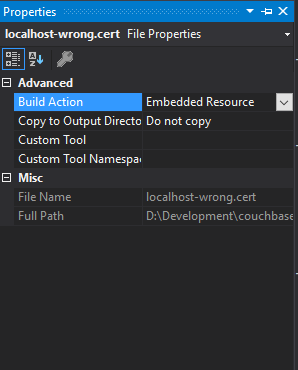 Properties
localhost-wrong.cert File Properties
Advanced
Build Action Embedded Resource
Copy to Output Directo Do not copy
Custom Tool
Custom Tool Namespac
Misc
File Name localhost-wrong.cert
Full Path D:\Development\couchbase